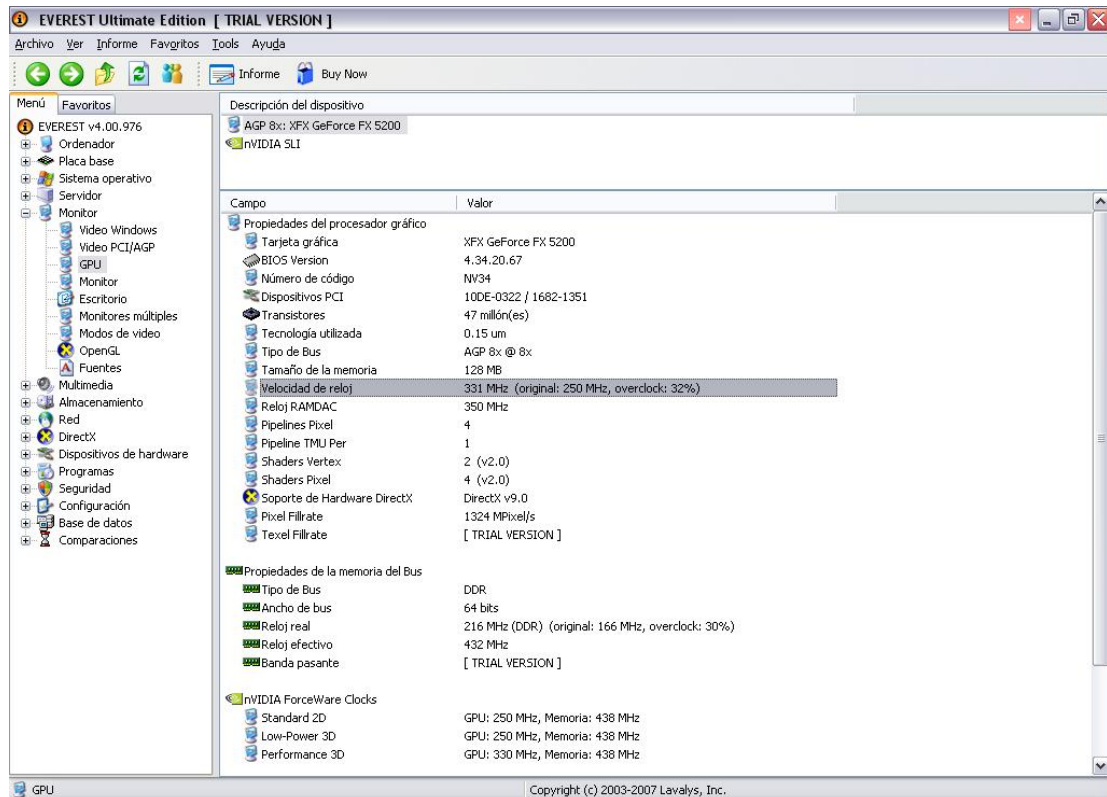 EVEREST Ultimate Edition [ TRIAL VERSION ]
Archivo Ver Informe Favoritos Tools Ayuda
Informe Buy Now
Menú Favoritos
EVEREST v4.00.976
Ordenador
Placa base
Sistema operativo
Servidor
Monitor
Video Windows
Video PCI/AGP
GPU
Monitor
Escritorio
Monitores múltiples
Modos de video
OpenGL
Fuentes
Multimedia
Almacenamiento
Red
DirectX
Dispositivos de hardware
Programas
Seguridad
Configuración
Base de datos
Comparaciones
Descripción del dispositivo
AGP 8x: XFX GeForce FX 5200
nVIDIA SLI
Campo Valor
Propiedades del procesador gráfico
Tarjeta gráfica XFX GeForce FX 5200
BIOS Version 4.34.20.67
Número de código NV34
Dispositivos PCI 10DE-0322 / 1682-1351
Transistores 47 millón(es)
Tecnología utilizada 0.15 um
Tipo de Bus AGP 8x @ 8x
Tamaño de la memoria 128 MB
Velocidad de reloj 331 MHz (original: 250 MHz, overclock: 32%)
Reloj RAMDAC 350 MHz
Pipelines Pixel 4
Pipeline TMU Per 1
Shaders Vertex 2 (v2.0)
Shaders Pixel 4 (v2.0)
Soporte de Hardware DirectX DirectX v9.0
Pixel Fillrate 1324 MPixel/s
Texel Fillrate [ TRIAL VERSION ]
Propiedades de la memoria del Bus
Tipo de Bus DDR
Ancho de bus 64 bits
Reloj real 216 MHz (DDR) (original: 166 MHz, overclock: 30%)
Reloj efectivo 432 MHz
Banda pasante [ TRIAL VERSION ]
nVIDIA ForceWare Clocks
Standard 2D GPU: 250 MHz, Memoria: 438 MHz
Low-Power 3D GPU: 250 MHz, Memoria: 438 MHz
Performance 3D GPU: 330 MHz, Memoria: 438 MHz
GPU Copyright (c) 2003-2007 Lavalys, Inc.